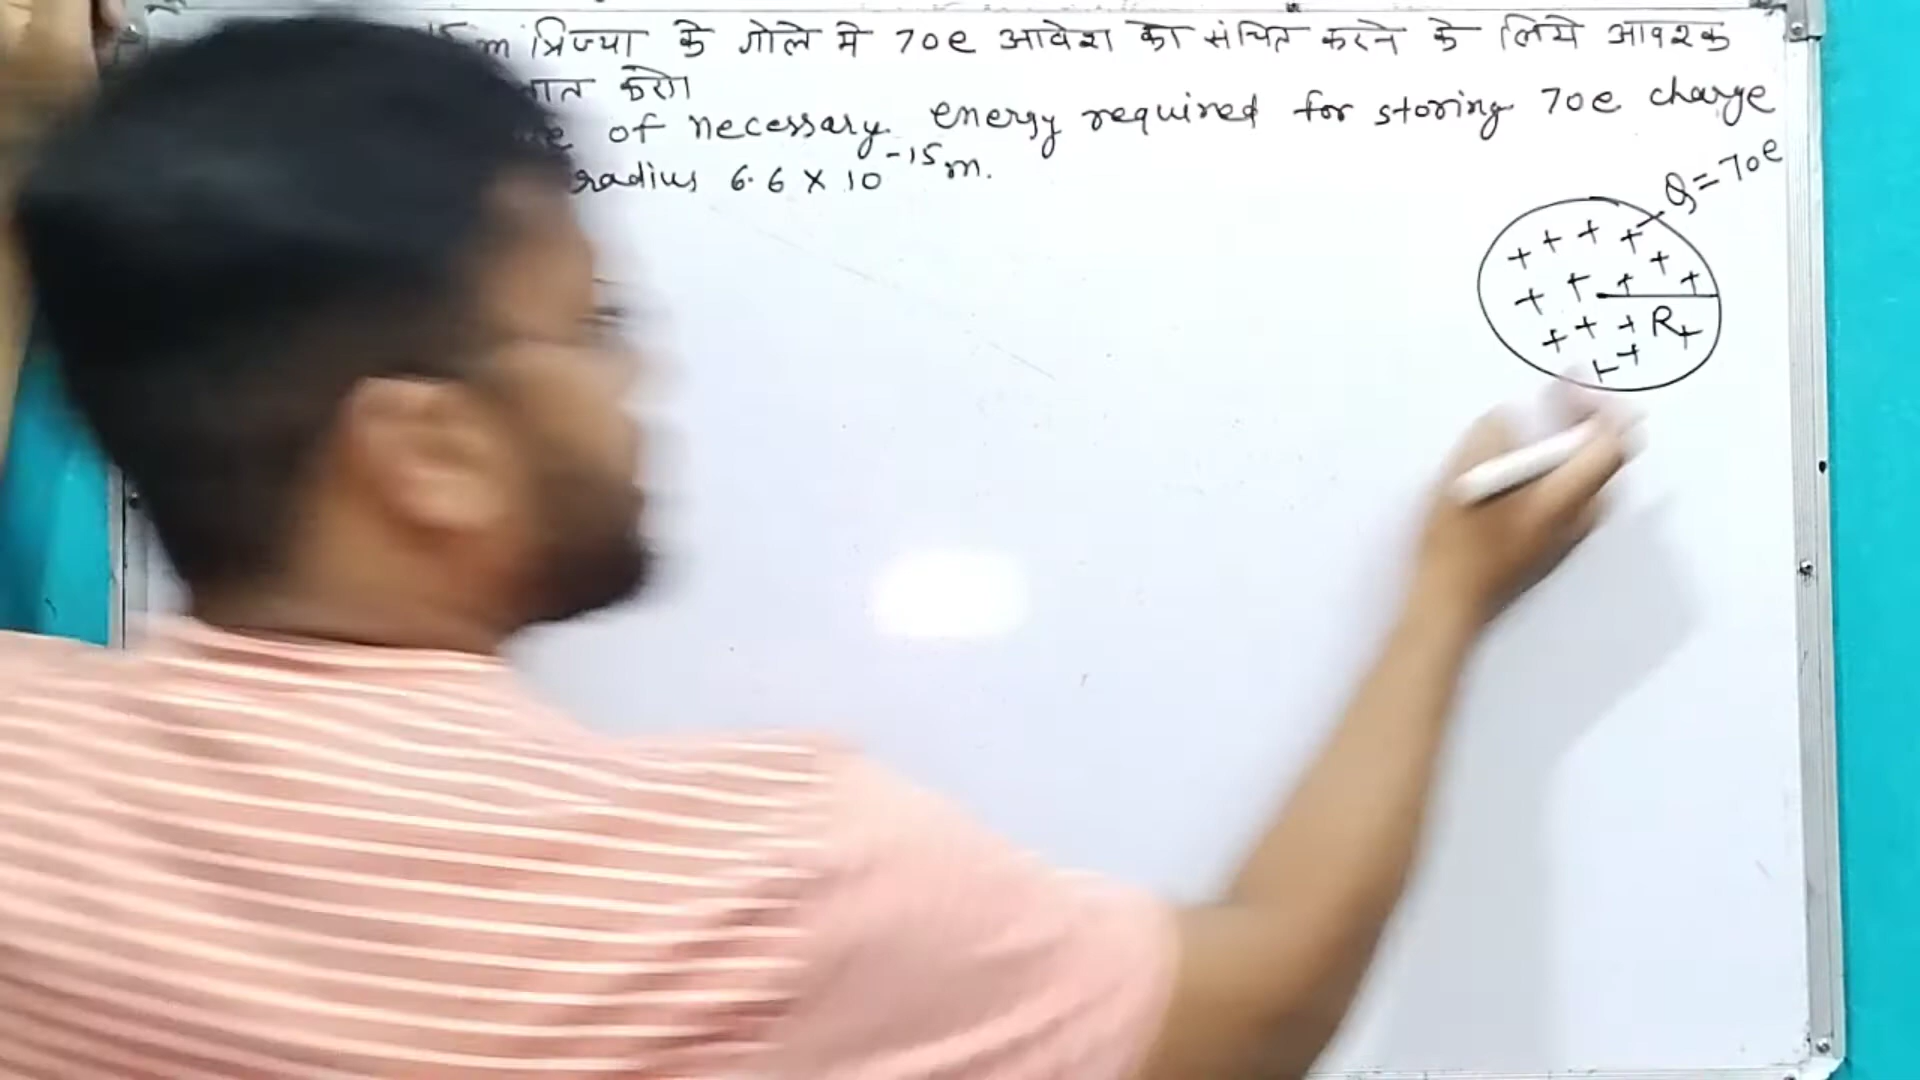 m त्रिज्या के गोले मे 70e आवेश को संचित करने के लिये आवश्क
करो।
of necessary energy required for storing 70e charge
radius 6.6 X 10⁻¹⁵m.
Q=70e
+ + + +
+ + + + +
+ + + R +
+ +